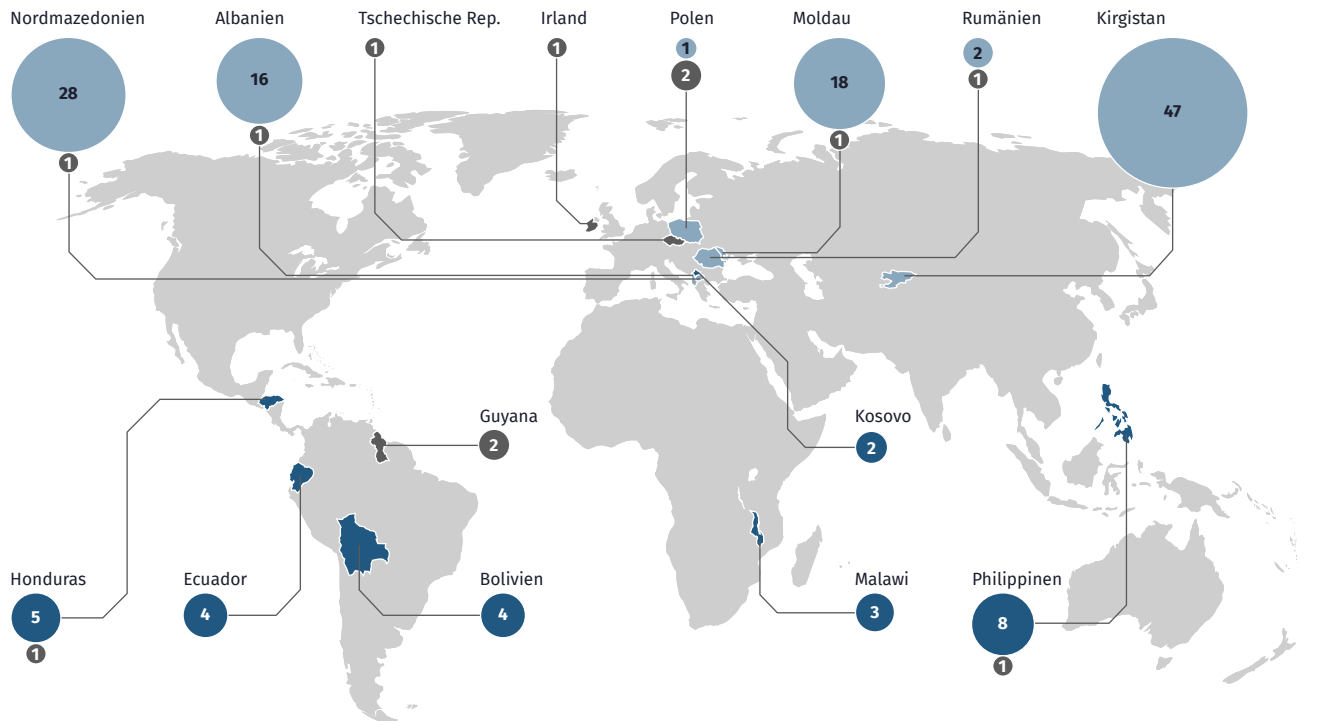 Nordmazedonien
28
1
Albanien
16
1
Tschechische Rep.
1
Irland
1
Polen
1
2
Moldau
18
1
Rumänien
2
1
Kirgistan
47
Guyana
2
Kosovo
2
Honduras
5
1
Ecuador
4
Bolivien
4
Malawi
3
Philippinen
8
1